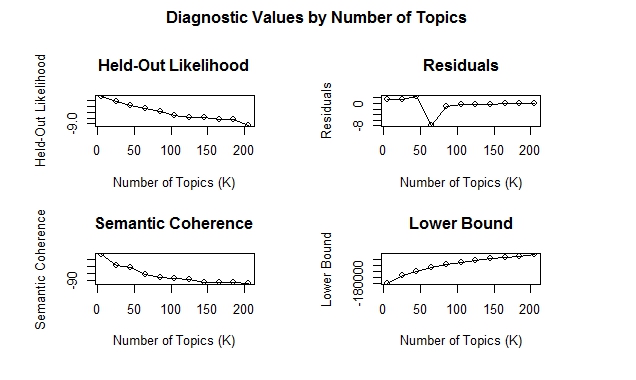 Diagnostic Values by Number of Topics
Held-Out Likelihood
Held-Out Likelihood
-9.0
0 50 100 150 200
Number of Topics (K)
Residuals
Residuals
0
-8
0 50 100 150 200
Number of Topics (K)
Semantic Coherence
Semantic Coherence
-90
0 50 100 150 200
Number of Topics (K)
Lower Bound
Lower Bound
-180000
0 50 100 150 200
Number of Topics (K)